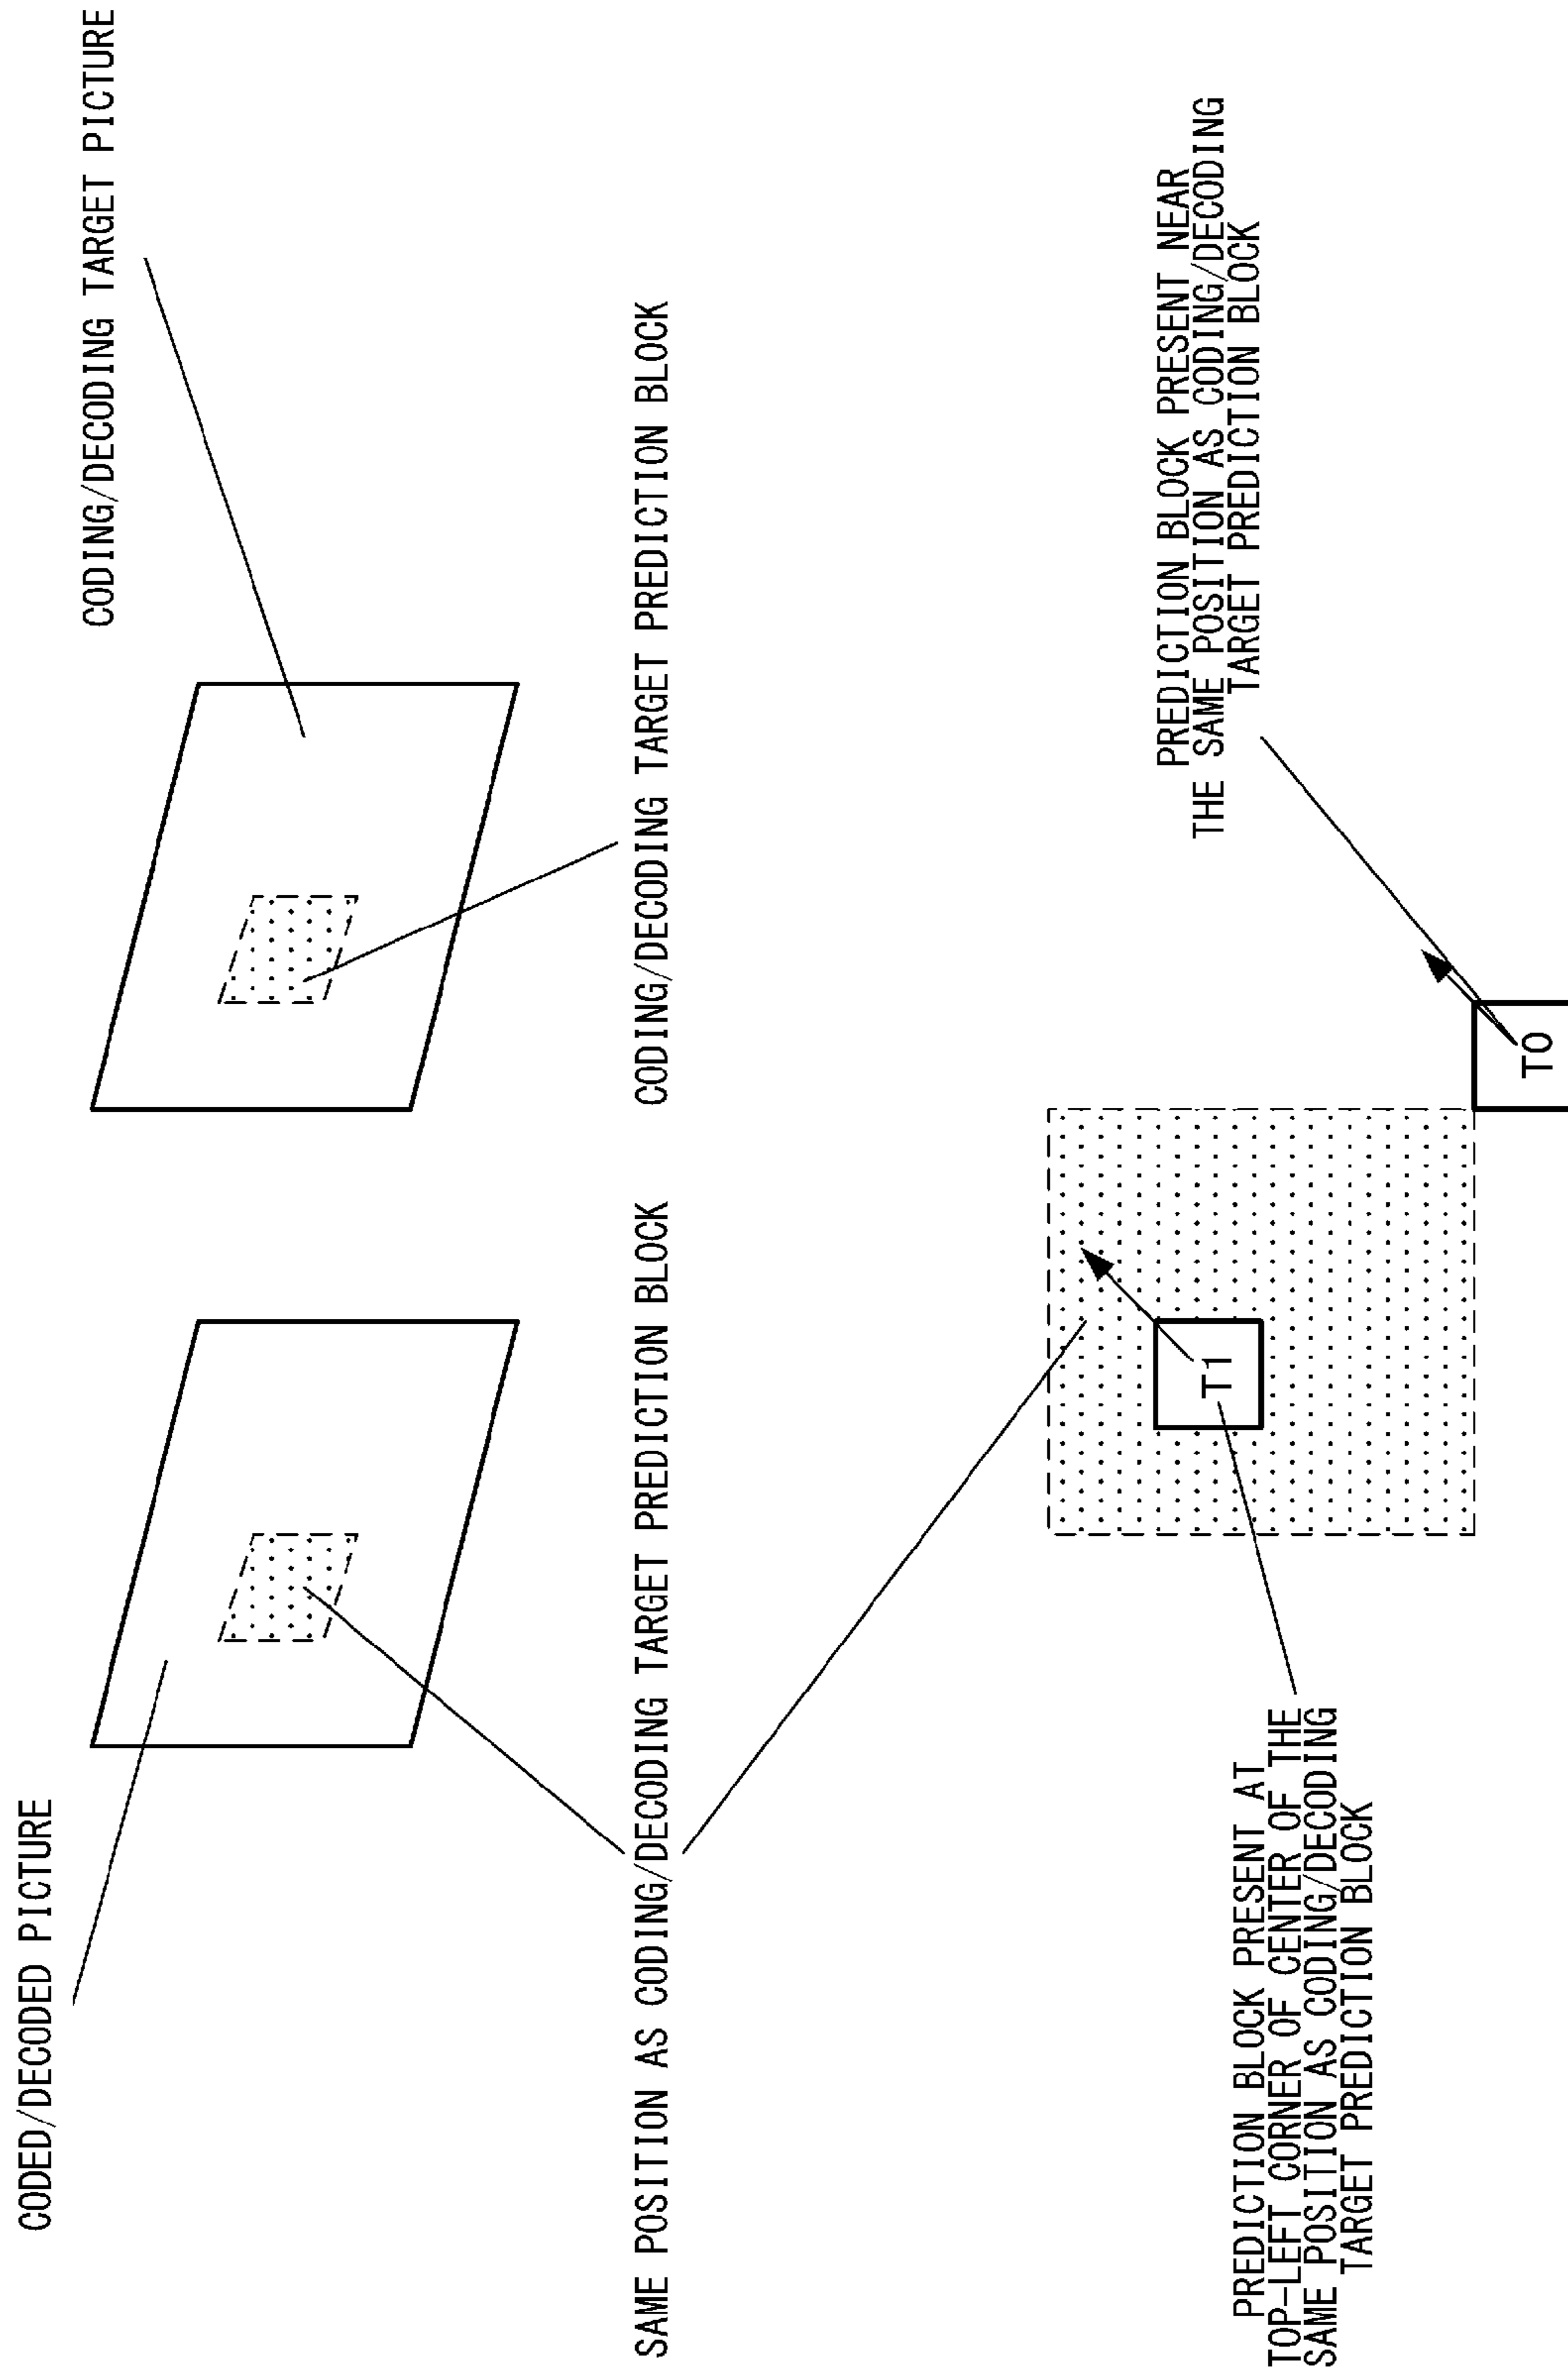 CODED/DECODED PICTURE
CODING/DECODING TARGET PICTURE
SAME POSITION AS CODING/DECODING TARGET PREDICTION BLOCK
CODING/DECODING TARGET PREDICTION BLOCK
PREDICTION BLOCK PRESENT NEAR
THE SAME POSITION AS CODING/DECODING
TARGET PREDICTION BLOCK
PREDICTION BLOCK PRESENT AT
TOP-LEFT CORNER OF CENTER OF THE
SAME POSITION AS CODING/DECODING
TARGET PREDICTION BLOCK
T1
T0